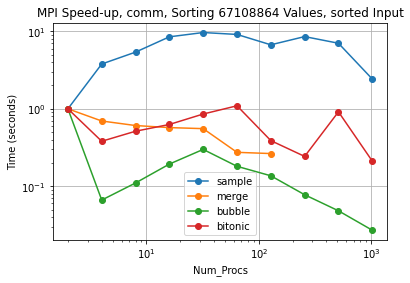 MPI Speed-up, comm, Sorting 67108864 Values, sorted Input
Time (seconds)
10¹
10⁰
10⁻¹
sample
merge
bubble
bitonic
10¹ 10² 10³
Num_Procs